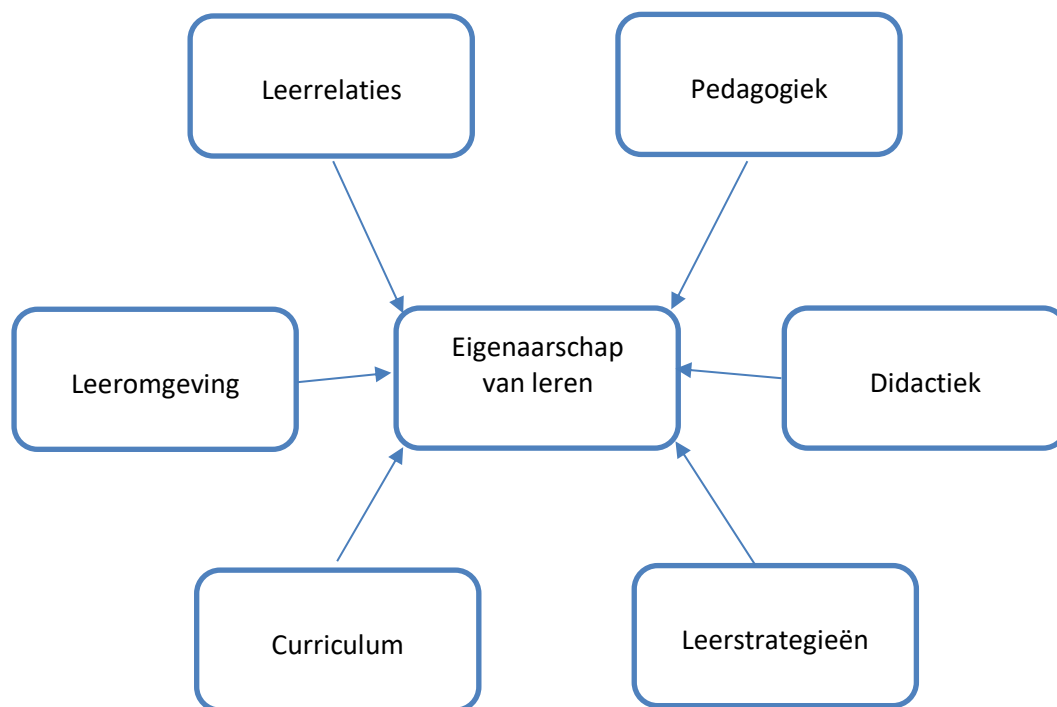 Leerrelaties
Pedagogiek
Eigenaarschap
van leren
Leeromgeving
Didactiek
Curriculum
Leerstrategieën